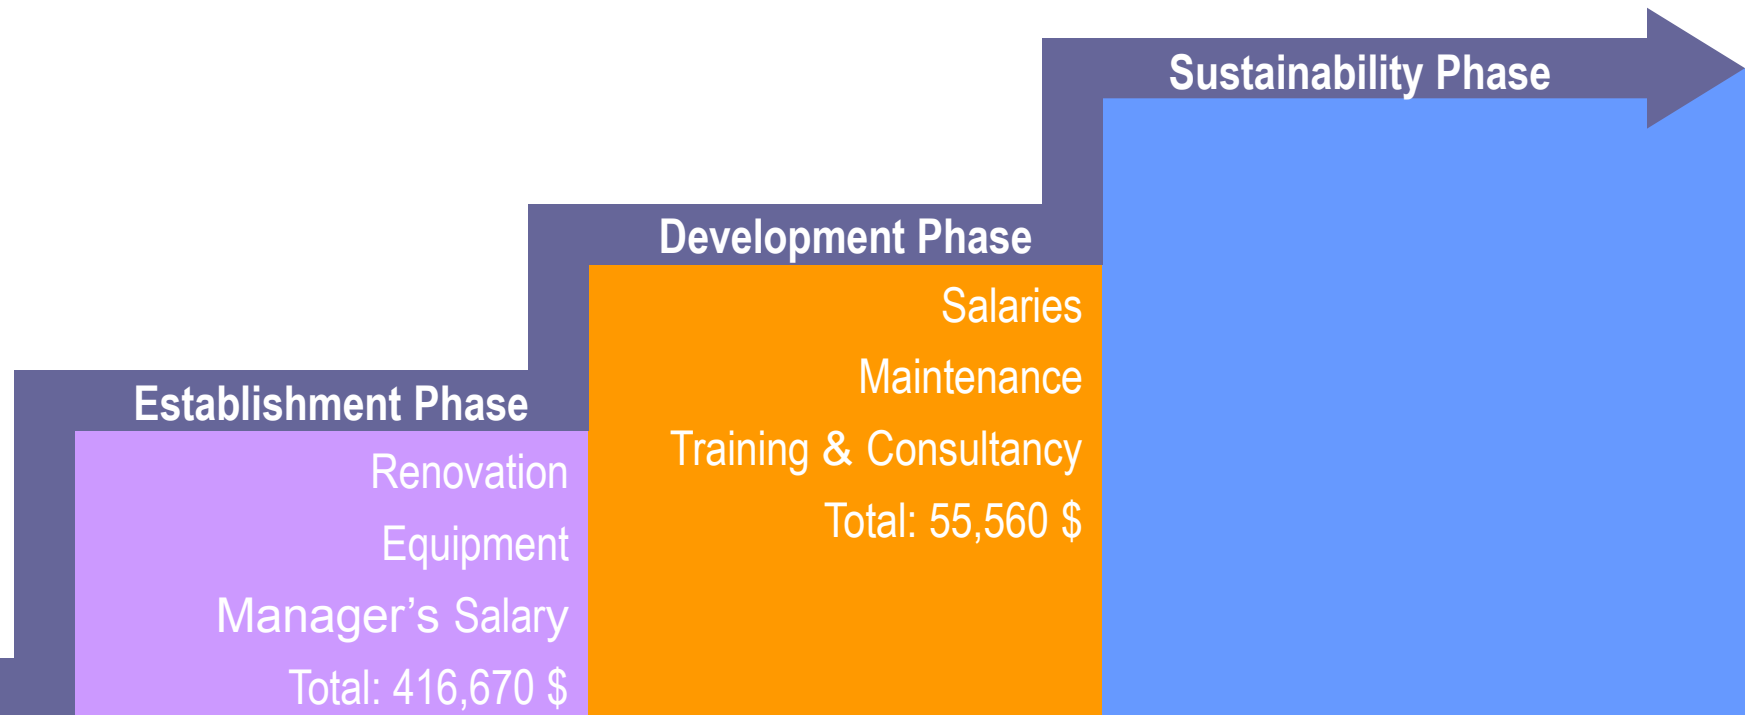 Sustainability Phase
Development Phase
Salaries
Maintenance
Training & Consultancy
Total: 55,560 $
Establishment Phase
Renovation
Equipment
Manager’s Salary
Total: 416,670 $